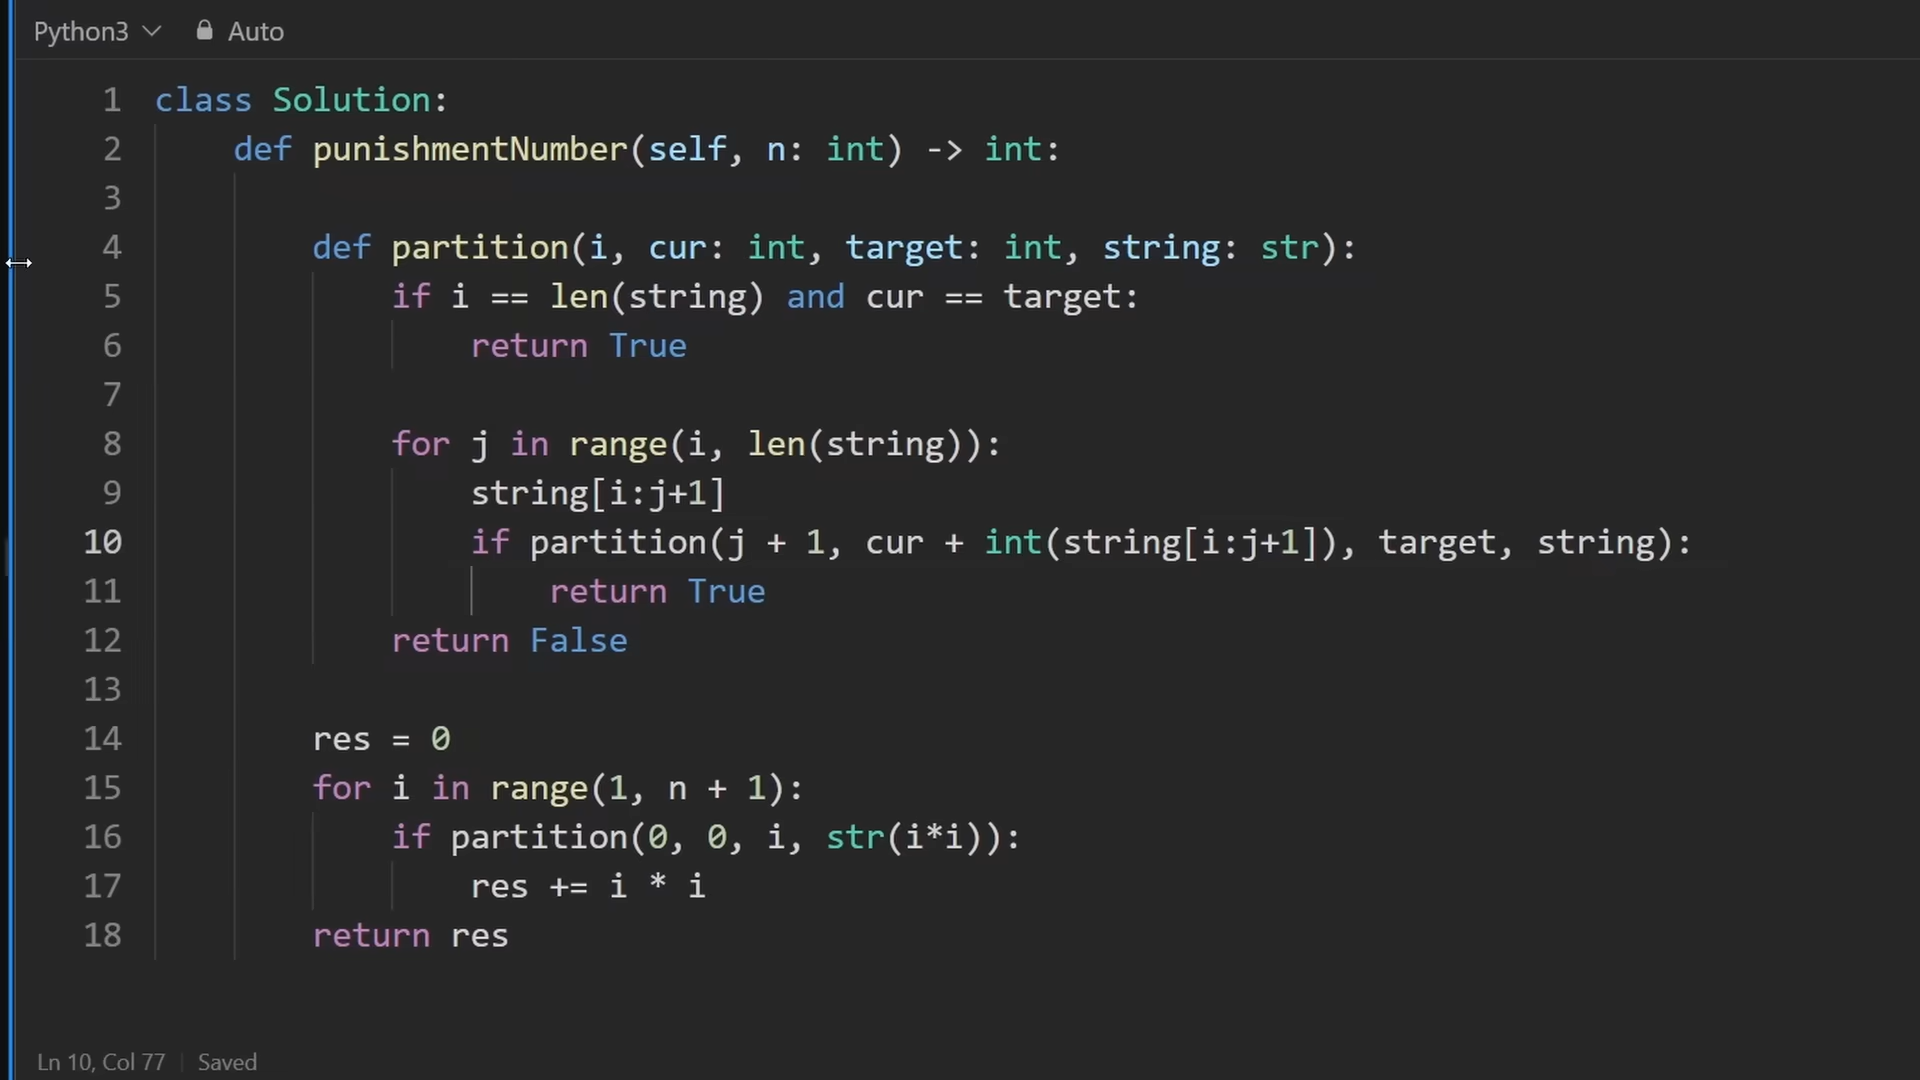 Python3 Auto
1 class Solution:
2 def punishmentNumber(self, n: int) -> int:
3
4 def partition(i, cur: int, target: int, string: str):
5 if i == len(string) and cur == target:
6 return True
7
8 for j in range(i, len(string)):
9 string[i:j+1]
10 if partition(j + 1, cur + int(string[i:j+1]), target, string):
11 return True
12 return False
13
14 res = 0
15 for i in range(1, n + 1):
16 if partition(0, 0, i, str(i*i)):
17 res += i * i
18 return res
Ln 10, Col 77 Saved